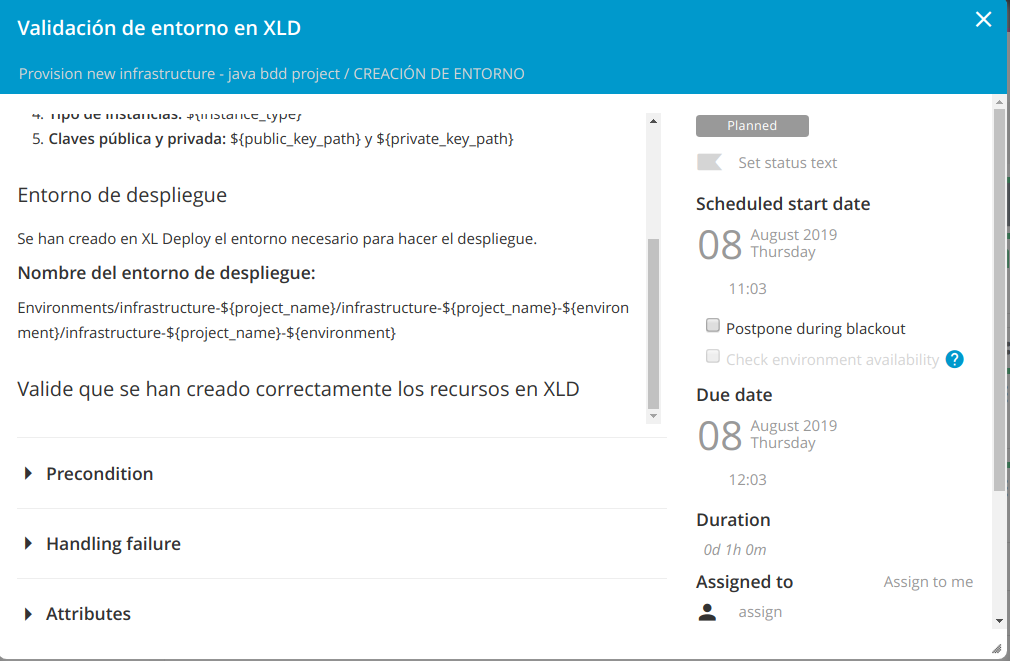 Validación de entorno en XLD
Provision new infrastructure - java bdd project / CREACIÓN DE ENTORNO
4. Tipo de instancias: ${instance_type}
5. Claves pública y privada: ${public_key_path} y ${private_key_path}
Entorno de despliegue
Se han creado en XL Deploy el entorno necesario para hacer el despliegue.
Nombre del entorno de despliegue:
Environments/infrastructure-${project_name}/infrastructure-${project_name}-${environ
ment}/infrastructure-${project_name}-${environment}
Valide que se han creado correctamente los recursos en XLD
Precondition
Handling failure
Attributes
Planned
Set status text
Scheduled start date
08
August 2019
Thursday
11:03
Postpone during blackout
Check environment availability ?
Due date
08
August 2019
Thursday
12:03
Duration
0d 1h 0m
Assigned to
Assign to me
assign